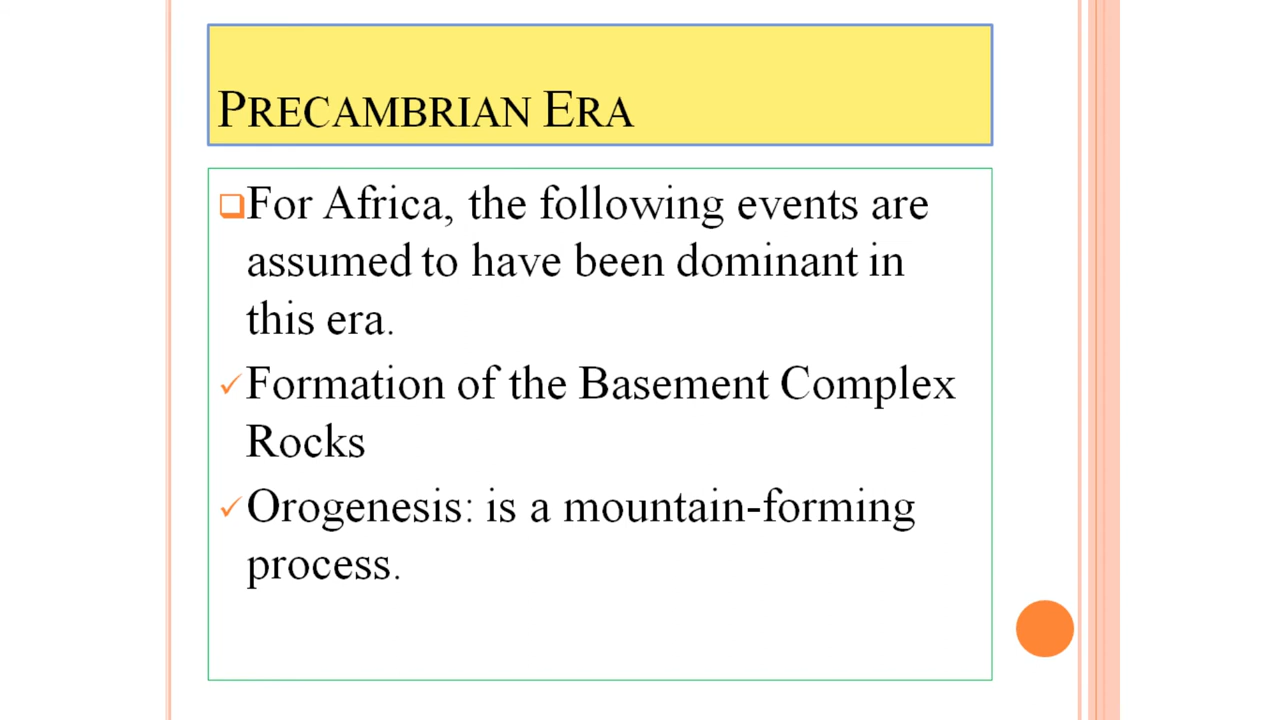 PRECAMBRIAN ERA
For Africa, the following events are
assumed to have been dominant in
this era.
Formation of the Basement Complex
Rocks
Orogenesis: is a mountain-forming
process.